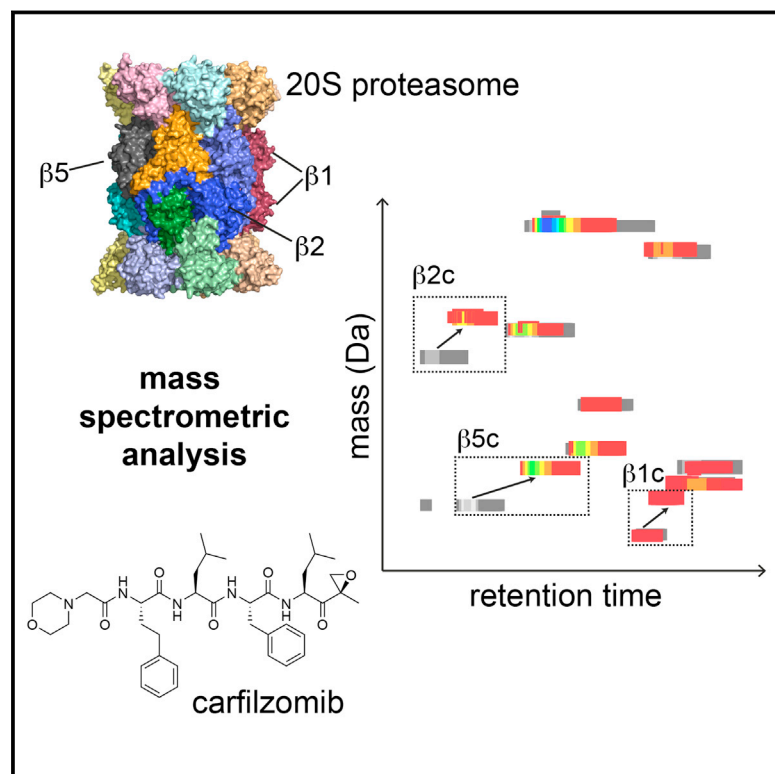 20S proteasome
β5
β1
β2
mass
spectrometric
analysis
mass (Da)
β2c
β5c
β1c
retention time
O
N
O
H
N
O
N
H
O
H
N
O
N
H
O
O
carfilzomib